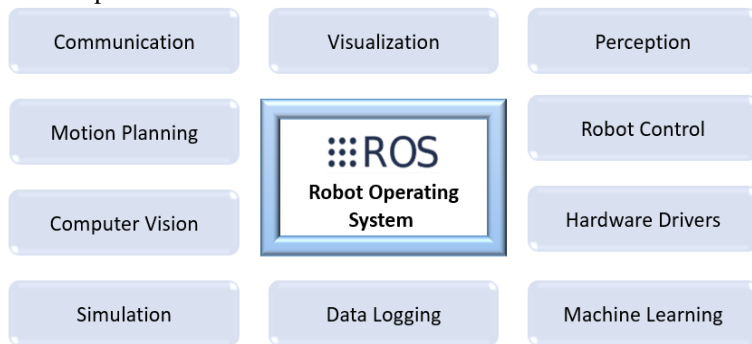 Communication
Visualization
Perception
Motion Planning
ROS
Robot Operating
System
Robot Control
Computer Vision
Hardware Drivers
Simulation
Data Logging
Machine Learning